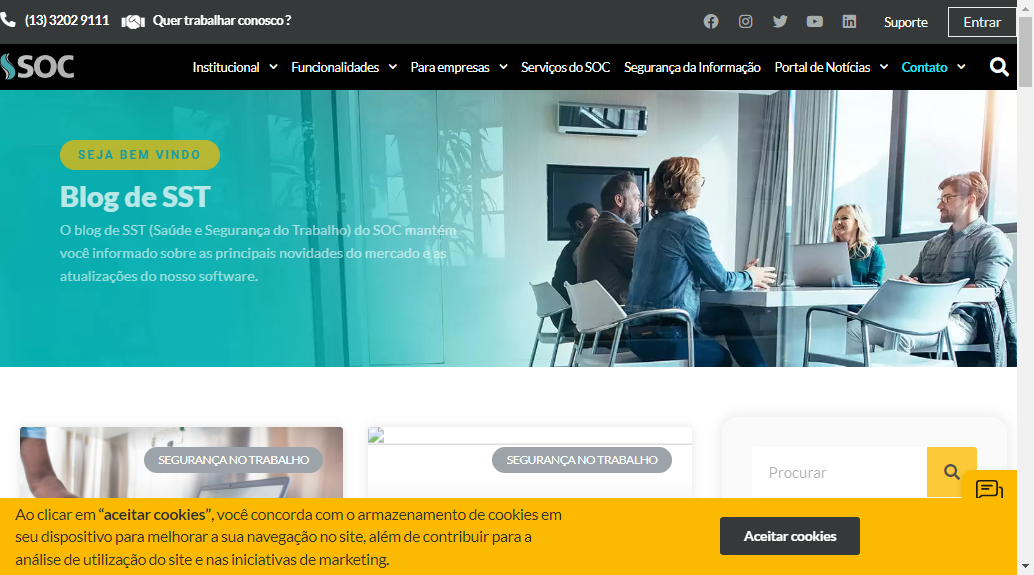 (13) 3202 9111 Quer trabalhar conosco ? Suporte Entrar
SOC Institucional Funcionalidades Para empresas Serviços do SOC Segurança da Informação Portal de Notícias Contato
SEJA BEM VINDO
Blog de SST
O blog de SST (Saúde e Segurança do Trabalho) do SOC mantém
você informado sobre as principais novidades do mercado e as
atualizações do nosso software.
SEGURANÇA NO TRABALHO SEGURANÇA NO TRABALHO
Procurar
Ao clicar em “aceitar cookies”, você concorda com o armazenamento de cookies em
seu dispositivo para melhorar a sua navegação no site, além de contribuir para a
análise de utilização do site e nas iniciativas de marketing.
Aceitar cookies